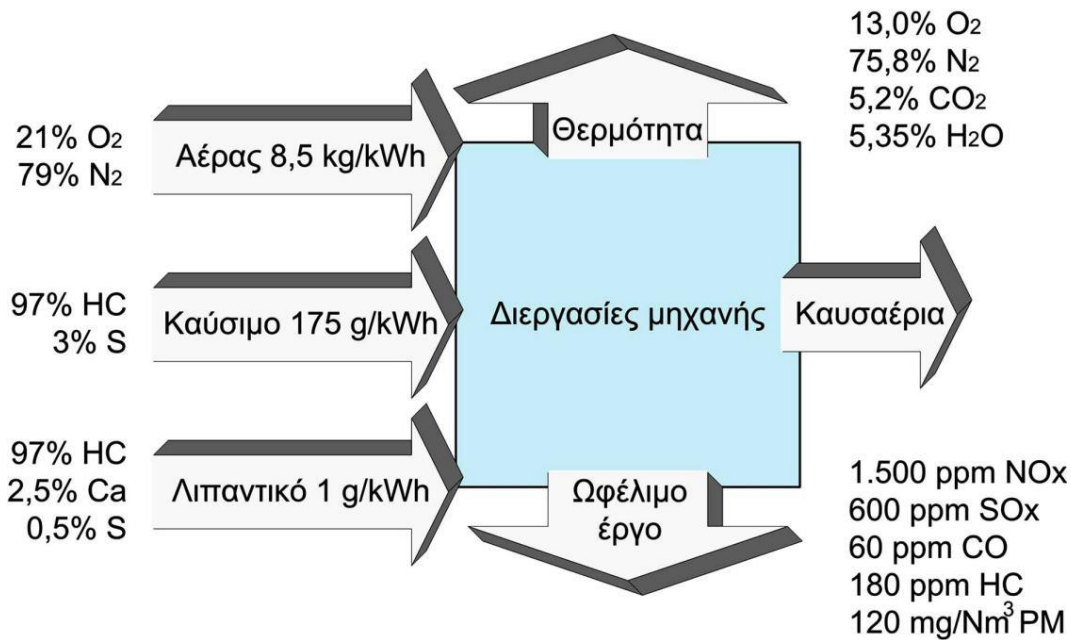 21% O₂
79% N₂
Αέρας 8,5 kg/kWh
97% HC
3% S
Καύσιμο 175 g/kWh
97% HC
2,5% Ca
0,5% S
Λιπαντικό 1 g/kWh
Θερμότητα
Διεργασίες μηχανής
Ωφέλιμο
έργο
Καυσαέρια
13,0% O₂
75,8% N₂
5,2% CO₂
5,35% H₂O
1.500 ppm NOx
600 ppm SOx
60 ppm CO
180 ppm HC
120 mg/Nm³ PM